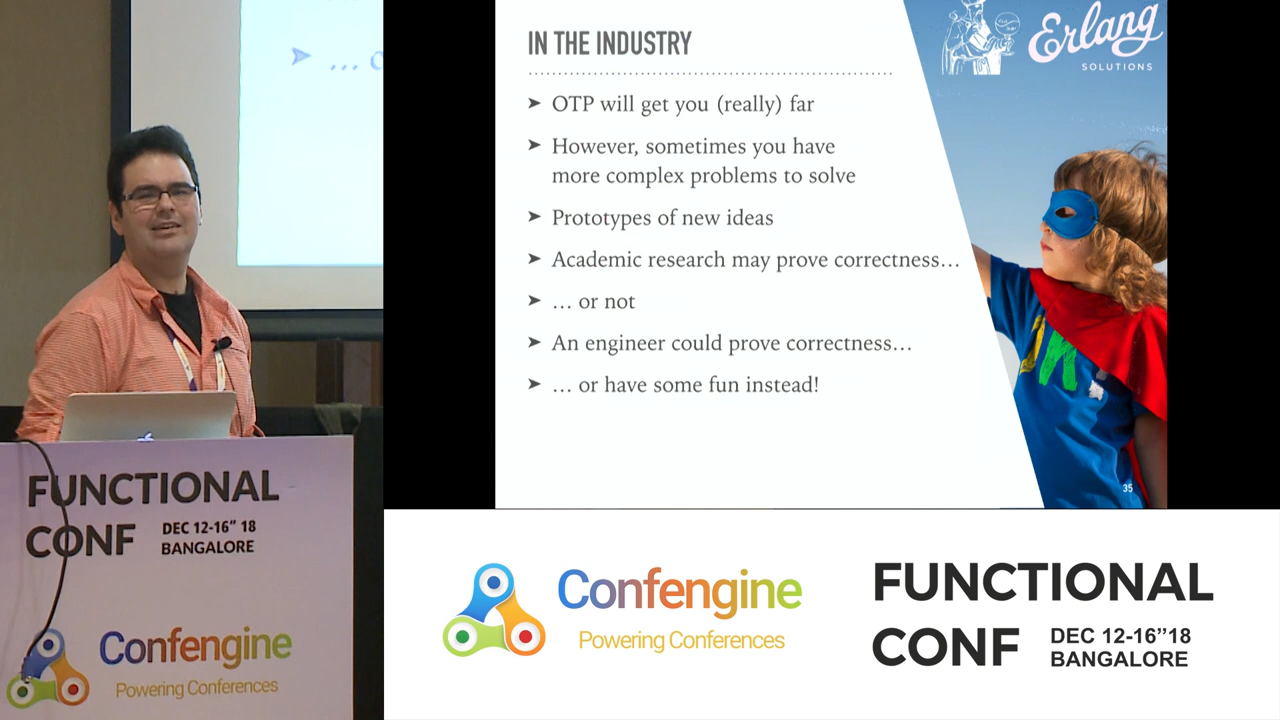 … 
IN THE INDUSTRY
➤ OTP will get you (really) far
➤ However, sometimes you have
more complex problems to solve
➤ Prototypes of new ideas
➤ Academic research may prove correctness…
➤ … or not
➤ An engineer could prove correctness…
➤ … or have some fun instead!
Erlang
SOLUTIONS
35
FUNCTIONAL
CONF
DEC 12-16" 18
BANGALORE
Confengine
Powering Conferences
Confengine
Powering Conferences
FUNCTIONAL
CONF
DEC 12-16"18
BANGALORE